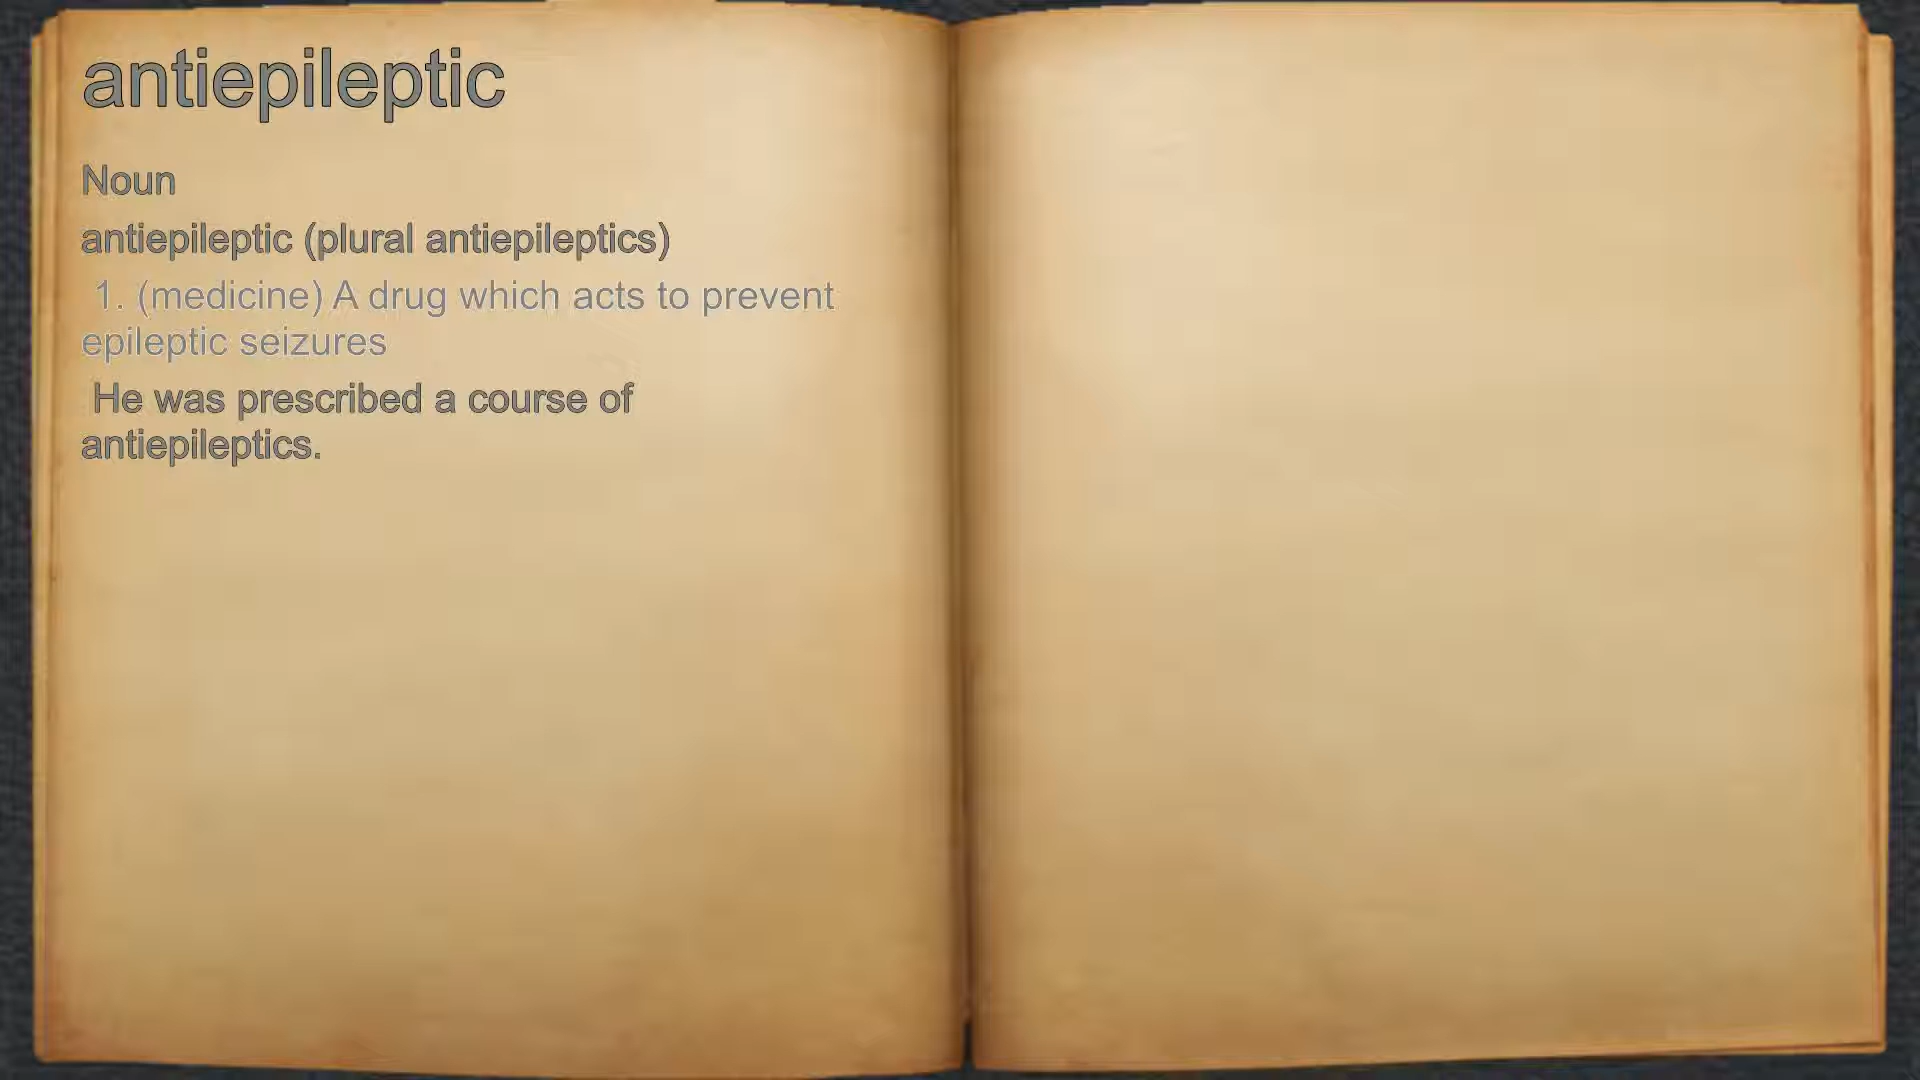 antiepileptic
Noun
antiepileptic (plural antiepileptics)
1. (medicine) A drug which acts to prevent
epileptic seizures
He was prescribed a course of
antiepileptics.